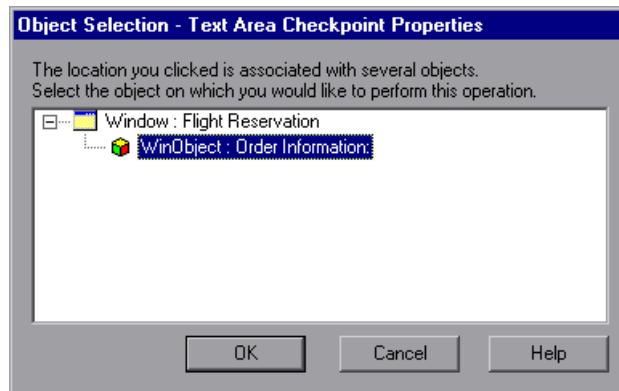 Object Selection - Text Area Checkpoint Properties
The location you clicked is associated with several objects.
Select the object on which you would like to perform this operation.
Window : Flight Reservation
WinObject : Order Information:
OK Cancel Help